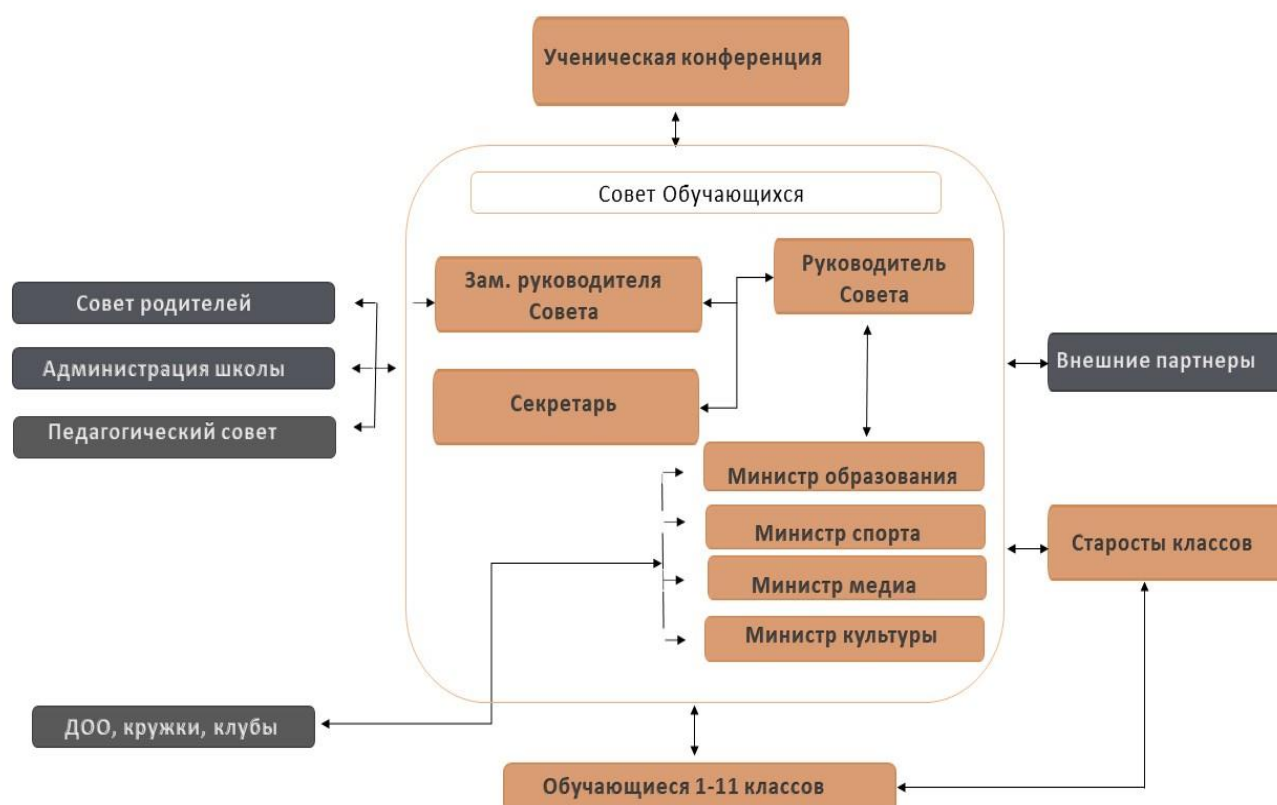 Ученическая конференция
Совет Обучающихся
Зам. руководителя
Совета
Руководитель
Совета
Секретарь
Совет родителей
Администрация школы
Педагогический совет
Внешние партнеры
Министр образования
Министр спорта
Министр медиа
Министр культуры
Старосты классов
ДОО, кружки, клубы
Обучающиеся 1-11 классов